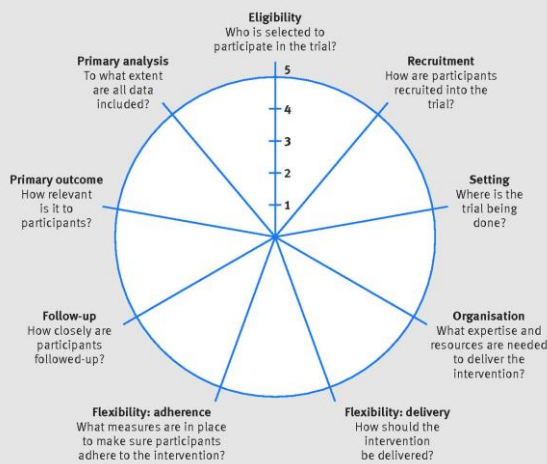 Eligibility
Who is selected to
participate in the trial?
Recruitment
How are participants
recruited into the
trial?
Setting
Where is the
trial being
done?
Organisation
What expertise and
resources are needed
to deliver the
intervention?
Flexibility: delivery
How should the
intervention
be delivered?
Flexibility: adherence
What measures are in place
to make sure participants
adhere to the intervention?
Follow-up
How closely are
participants
followed-up?
Primary outcome
How relevant
is it to
participants?
Primary analysis
To what extent
are all data
included?
5
4
3
2
1